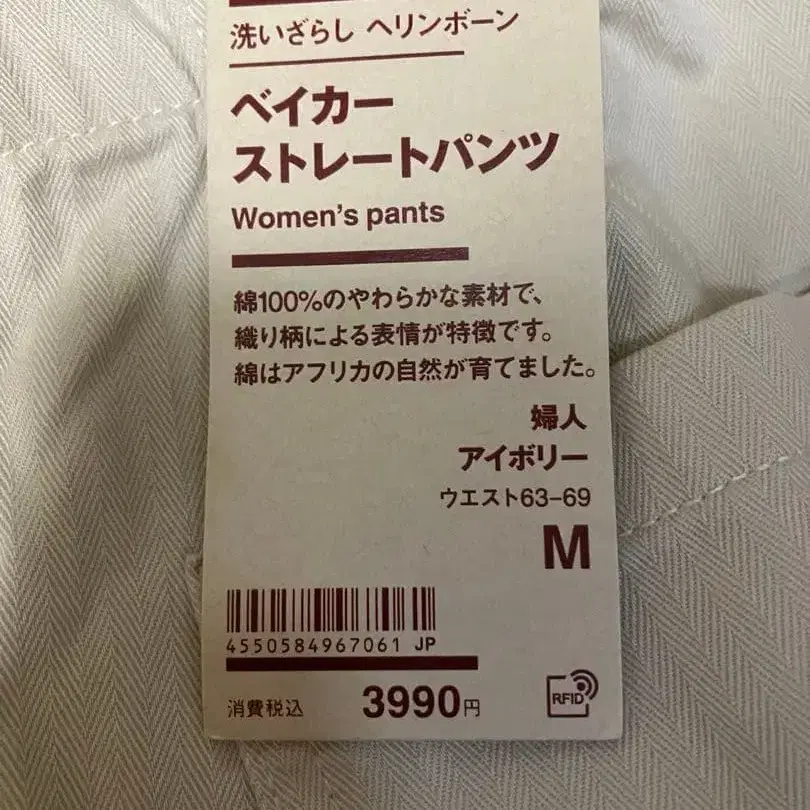 洗いざらし ヘリンボーン
ベイカー
ストレートパンツ
Women's pants
綿100%のやわらかな素材で、
織り柄による表情が特徴です。
綿はアフリカの自然が育てました。
婦人
アイボリー
ウエスト63-69
M
4550584967061 JP
消費税込 3990円
RFID